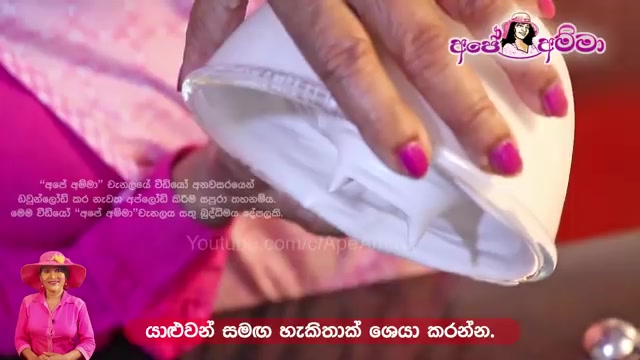 අපේ අම්මා
“අපේ අම්මා” චැනලයේ වීඩියෝ අනවසරයෙන්
ඩවුන්ලෝඩ් කර නැවත අප්ලෝඩ් කිරීම සපුරා තහනම්ය.
මෙම වීඩියෝ “අපේ අම්මා”චැනලය සතු බුද්ධිමය දේපලකි.
Youtube.com/c/ApeAmma
යාළුවන් සමඟ හැකිතාක් ශෙයා කරන්න.